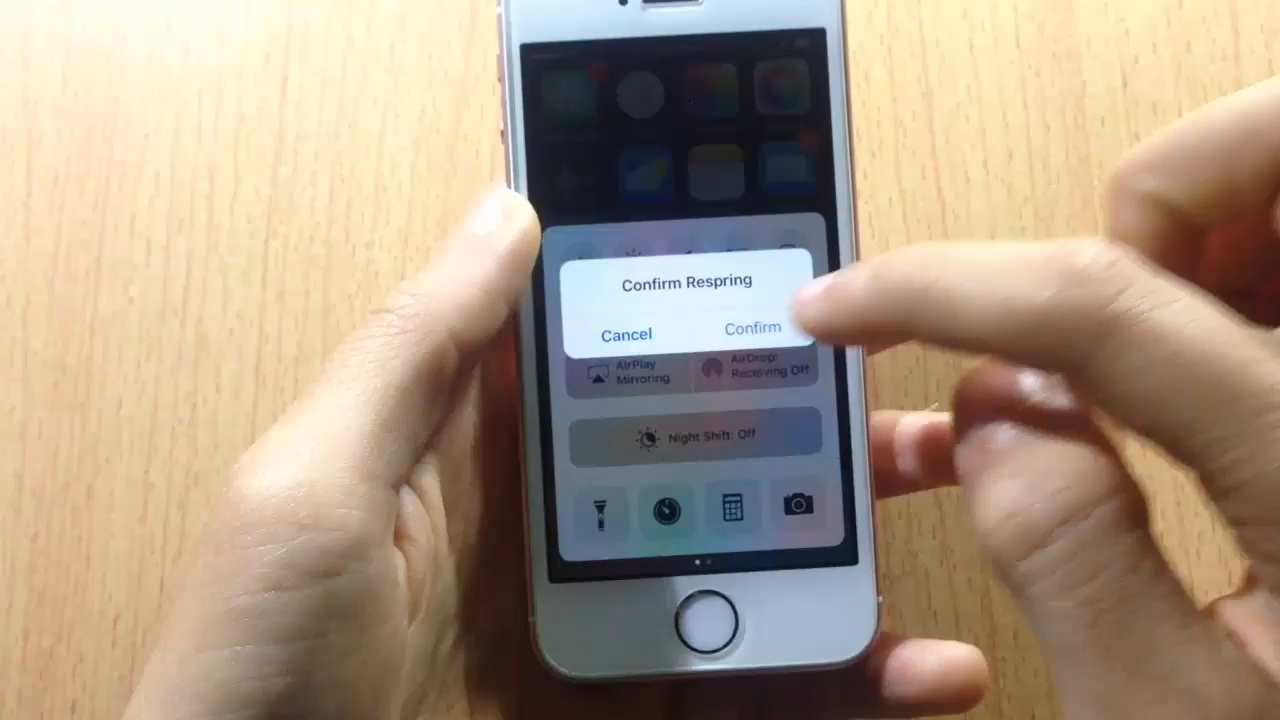 Confirm Respring
Cancel
Confirm
AirPlay
Mirroring
AirDrop:
Receiving Off
Night Shift: Off